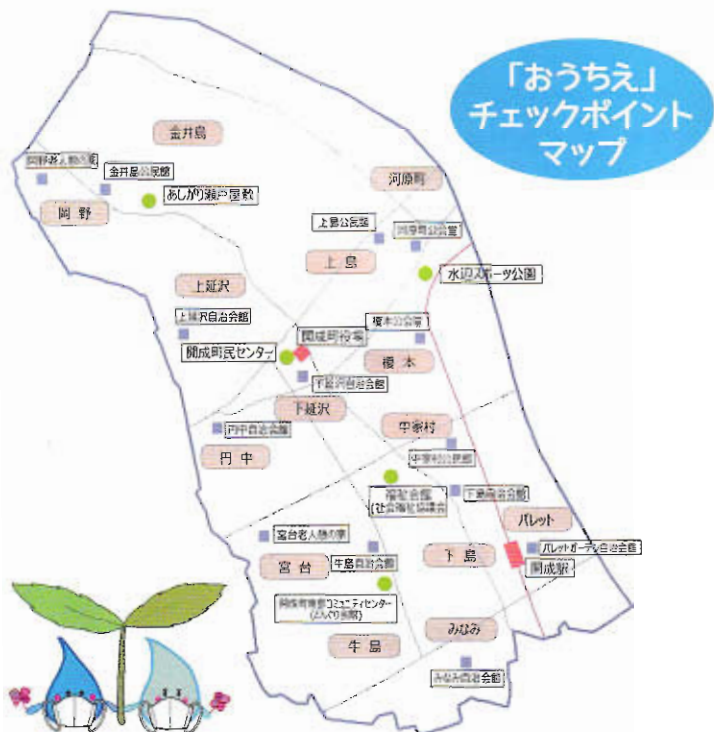 「おうちえ」
チェックポイント
マップ
金井島
岡野老人憩の家
金井島公民館
あしがり瀬戸屋敷
岡野
河原町
上島公民館
河原町公会堂
上島
水辺スポーツ公園
上延沢
上延沢自治会館
開成町役場
榎本公会堂
開成町民センター
榎本
下延沢自治会館
下延沢
円中自治会館
円中
中家村
中家村公民館
福祉会館
(社会福祉協議会
下島自治会館
パレット
宮台老人憩の家
パレットガーデン自治会館
宮台
牛島自治会館
下島
開成駅
開成町南部コミュニティセンター
みなみ
牛島
みなみ自治会館